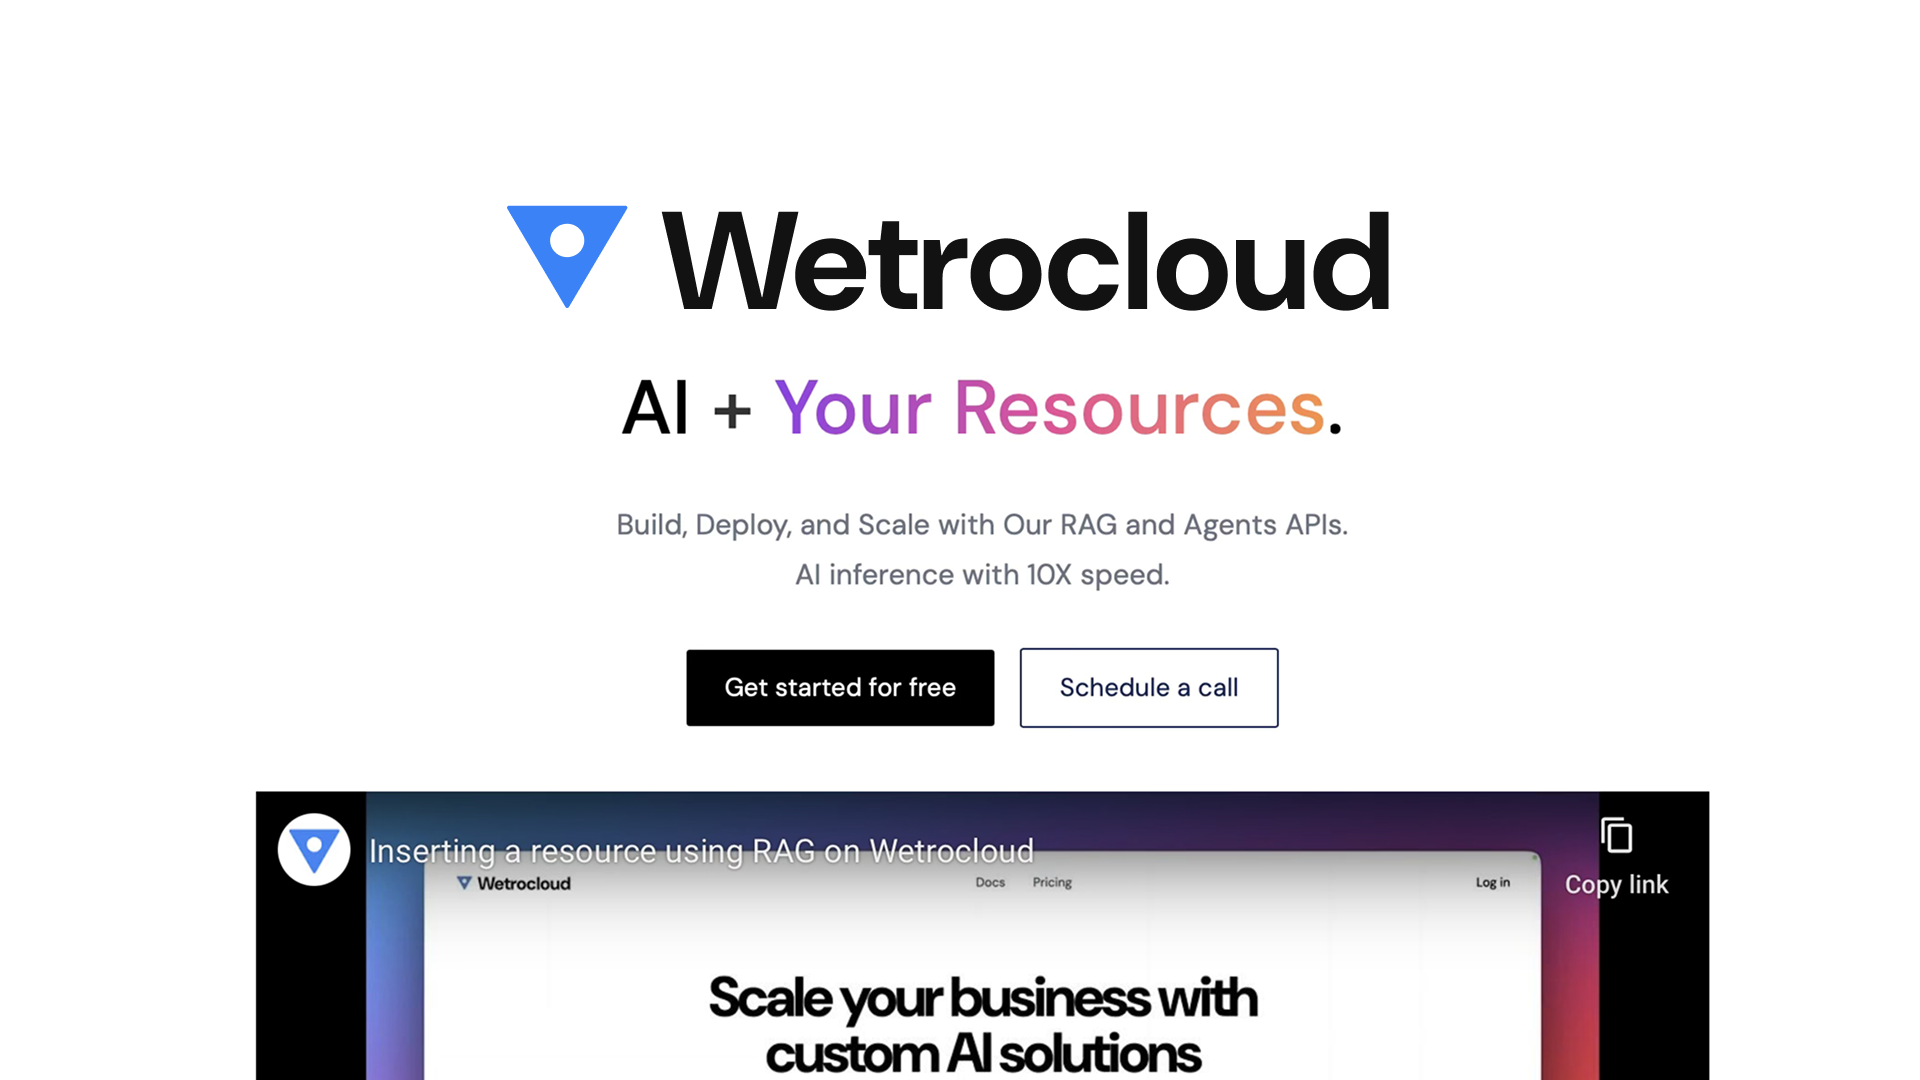 Wetrocloud
AI + Your Resources.
Build, Deploy, and Scale with Our RAG and Agents APIs.
AI inference with 10X speed.
Get started for free
Schedule a call
Inserting a resource using RAG on Wetrocloud
Copy link
Wetrocloud
Docs
Pricing
Log in
Scale your business with
custom AI solutions